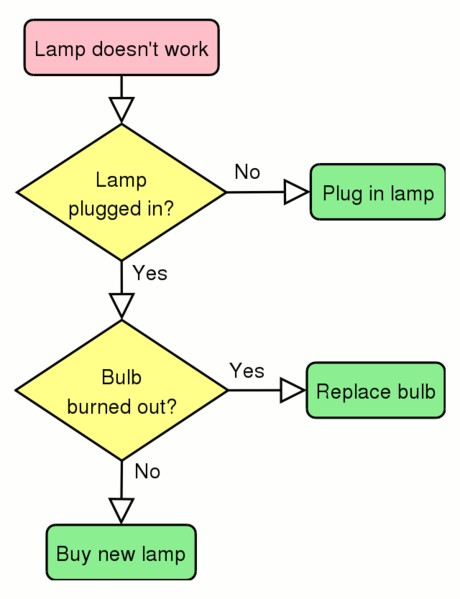 Lamp doesn't work
Lamp
plugged in?
No
Plug in lamp
Yes
Bulb
burned out?
Yes
Replace bulb
No
Buy new lamp